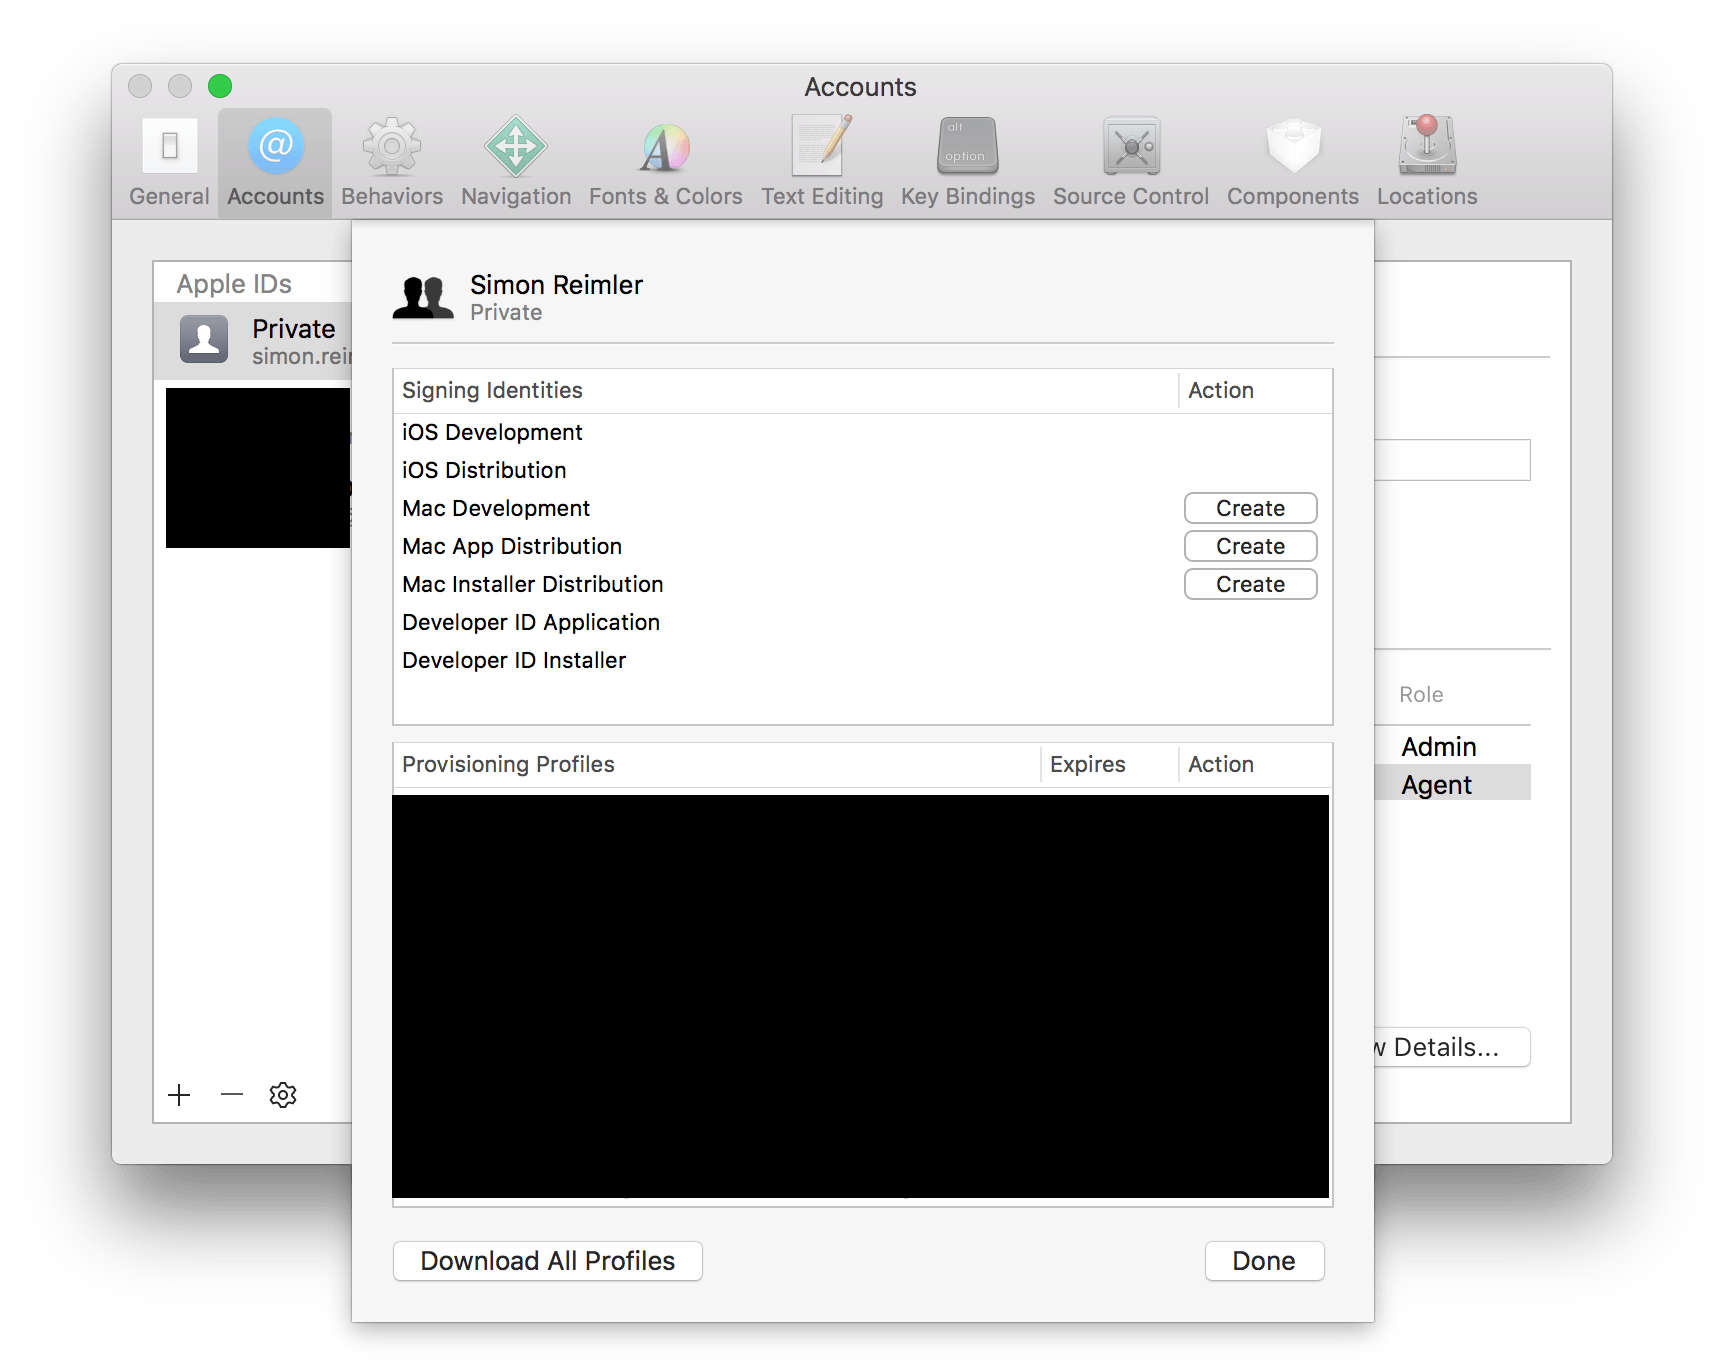 Accounts
General Accounts Behaviors Navigation Fonts & Colors Text Editing alt option Key Bindings Source Control Components Locations
Apple IDs
Private
simon.rei
Simon Reimler
Private
Signing Identities Action
iOS Development
iOS Distribution
Mac Development Create
Mac App Distribution Create
Mac Installer Distribution Create
Developer ID Application
Developer ID Installer
Role
Admin
Agent
Provisioning Profiles Expires Action
Details...
Download All Profiles Done